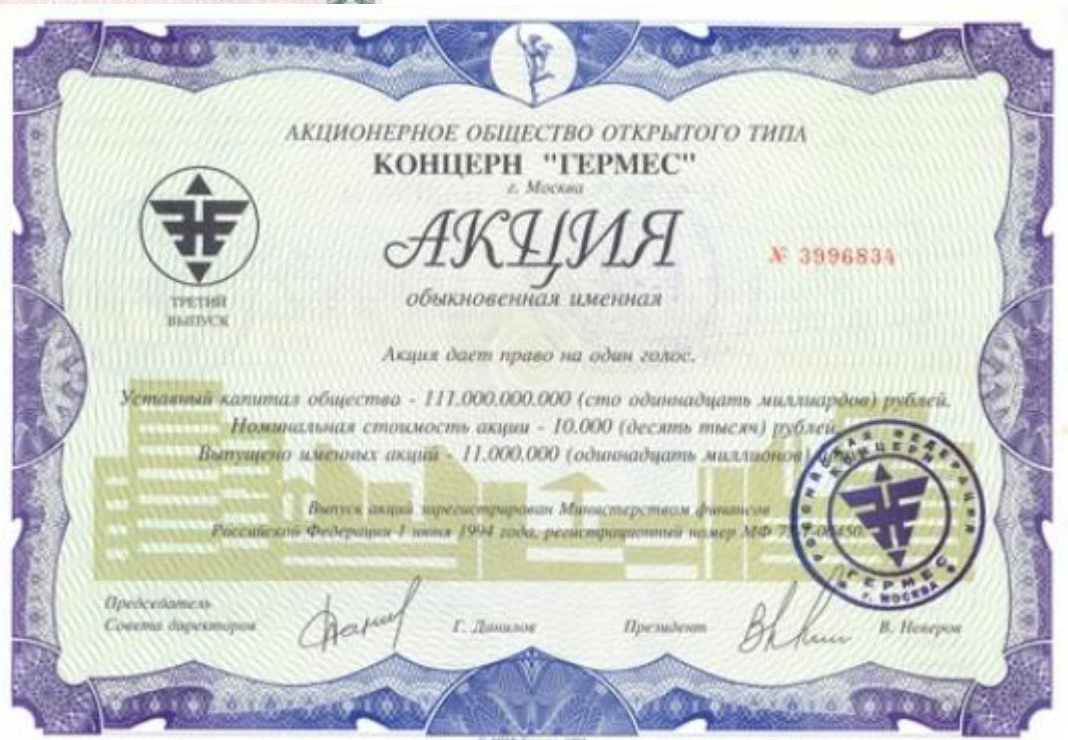 АКЦИОНЕРНОЕ ОБЩЕСТВО ОТКРЫТОГО ТИПА
КОНЦЕРН "ГЕРМЕС"
г. Москва
АКЦИЯ
№ 3996834
обыкновенная именная
ТРЕТИЙ
ВЫПУСК
Акция дает право на один голос.
Уставный капитал общества - 111.000.000.000 (сто одиннадцать миллиардов) рублей.
Номинальная стоимость акции - 10.000 (десять тысяч) рублей
Выпущено именных акций - 11.000.000 (одиннадцать миллионов)
Выпуск акций зарегистрирован Министерством финансов
Российской Федерации 1 июня 1994 года, регистрационный номер МФ
РОССИЙСКАЯ ФЕДЕРАЦИЯ
КОНЦЕРН
ГЕРМЕС
г. МОСКВА
Председатель
Совета директоров
Г. Данилов
Президент
В. Неверов